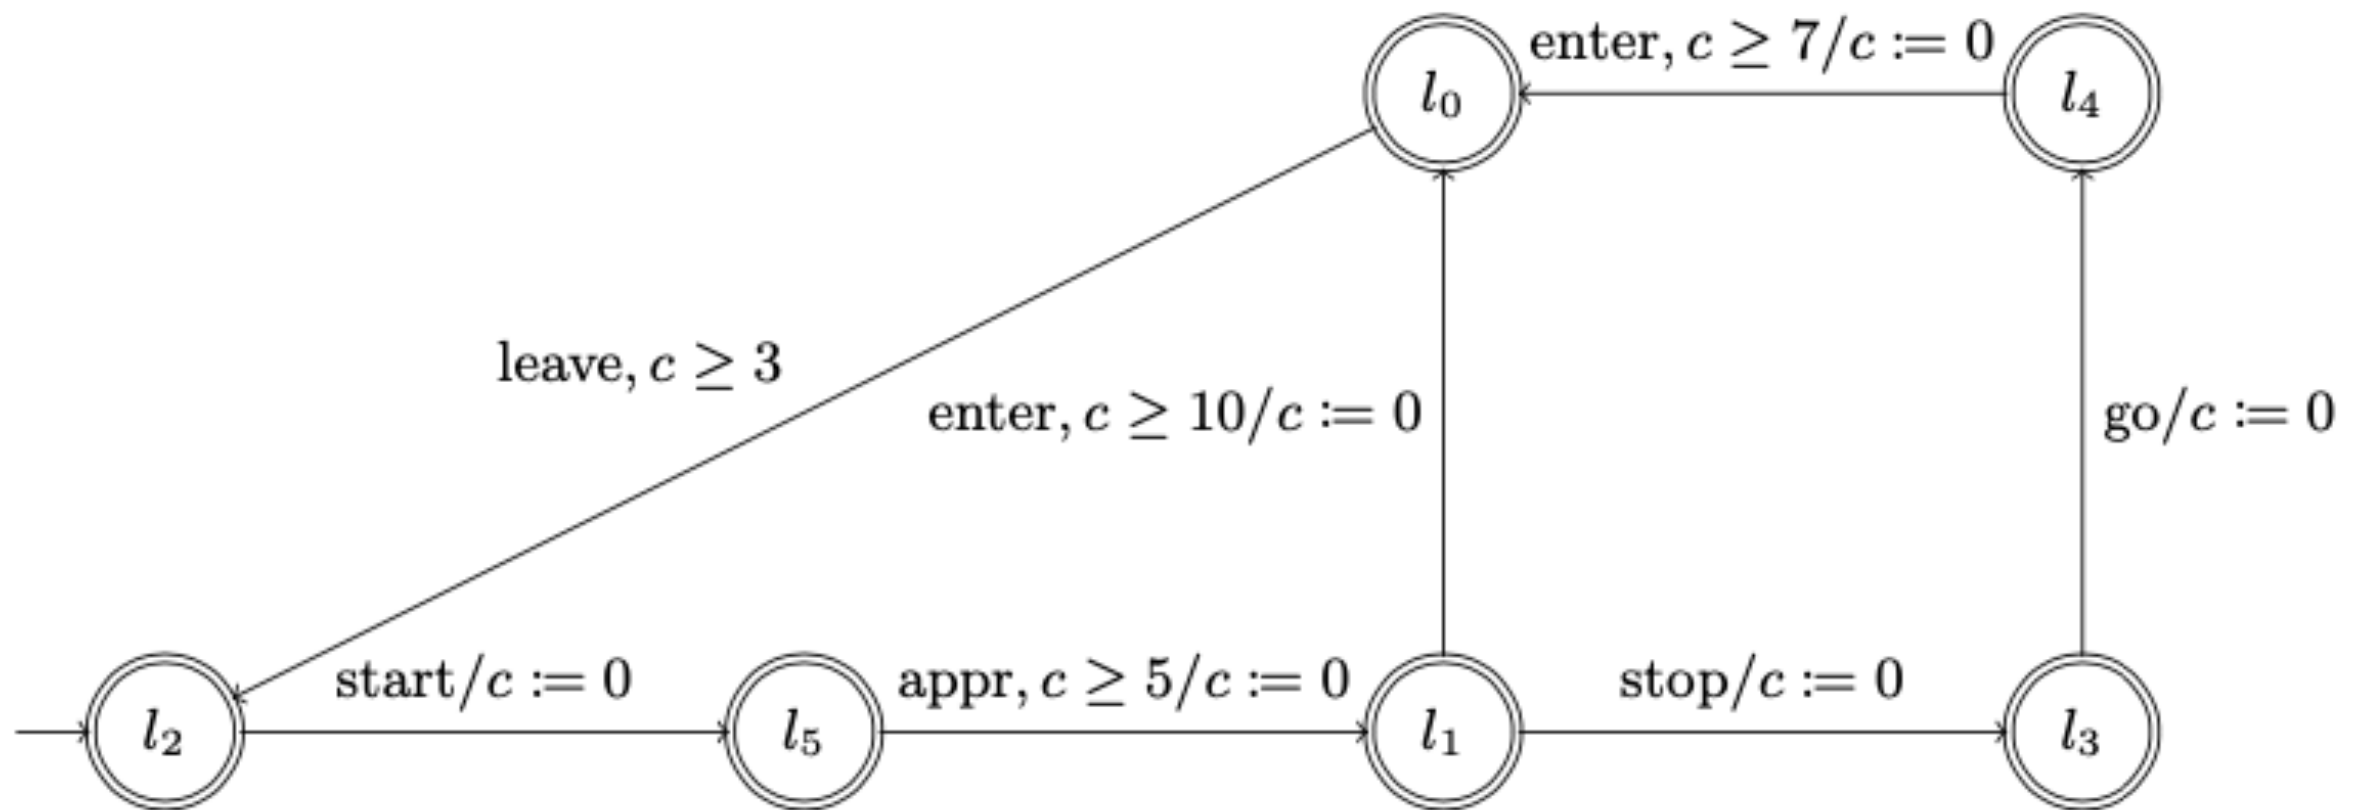 enter, c ≥ 7/c := 0
l₀
l₄
leave, c ≥ 3
enter, c ≥ 10/c := 0
go/c := 0
start/c := 0
appr, c ≥ 5/c := 0
stop/c := 0
l₂
l₅
l₁
l₃